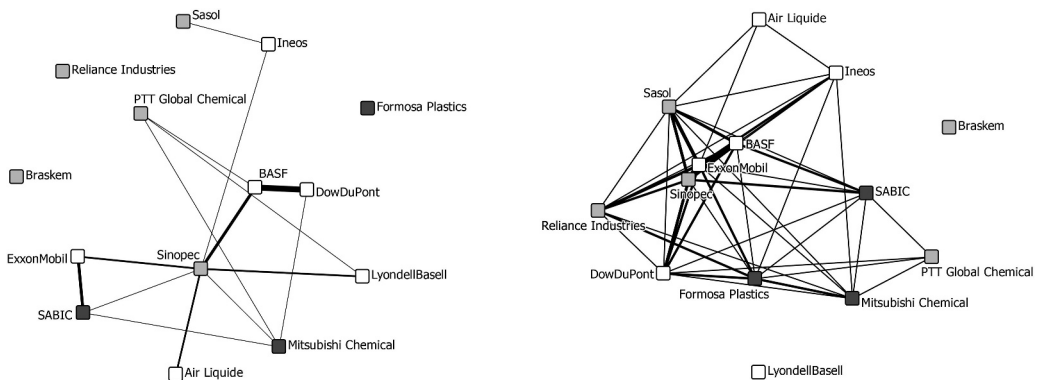 Sasol
Ineos
Reliance Industries
PTT Global Chemical
Formosa Plastics
Braskem
BASF
DowDuPont
ExxonMobil
Sinopec
LyondellBasell
SABIC
Mitsubishi Chemical
Air Liquide
Air Liquide
Ineos
Sasol
Braskem
BASF
ExxonMobil
Sinopec
SABIC
Reliance Industries
PTT Global Chemical
DowDuPont
Formosa Plastics
Mitsubishi Chemical
LyondellBasell